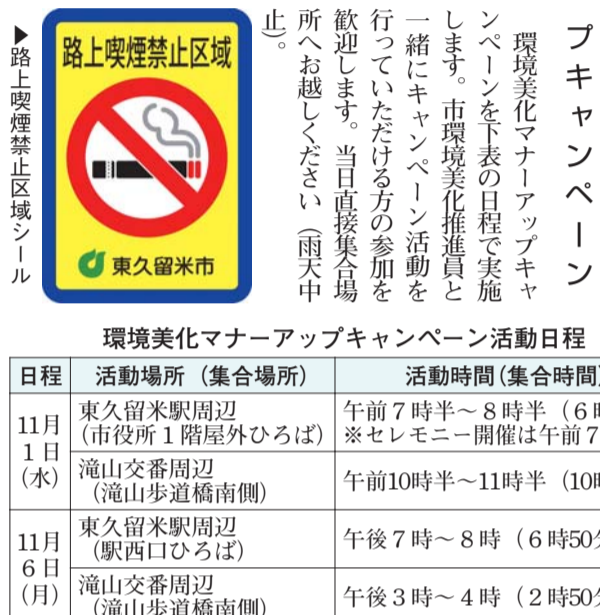 プキャンペーン
環境美化マナーアップキャ
ンペーンを下表の日程で実施
します。市環境美化推進員と
一緒にキャンペーン活動を
行っていただける方の参加を
歓迎します。当日直接集合場
所へお越しください（雨天中
止）。
路上喫煙禁止区域
東久留米市
▶路上喫煙禁止区域シール
環境美化マナーアップキャンペーン活動日程
日程 活動場所（集合場所） 活動時間(集合時間)
11月1日(水)
東久留米駅周辺
（市役所１階屋外ひろば）
午前７時半～８時半（６時
※セレモニー開催は午前７
滝山交番周辺
（滝山歩道橋南側）
午前10時半～11時半（10時
11月6日(月)
東久留米駅周辺
（駅西口ひろば）
午後７時～８時（６時50分
滝山交番周辺
（滝山歩道橋南側）
午後３時～４時（２時50分